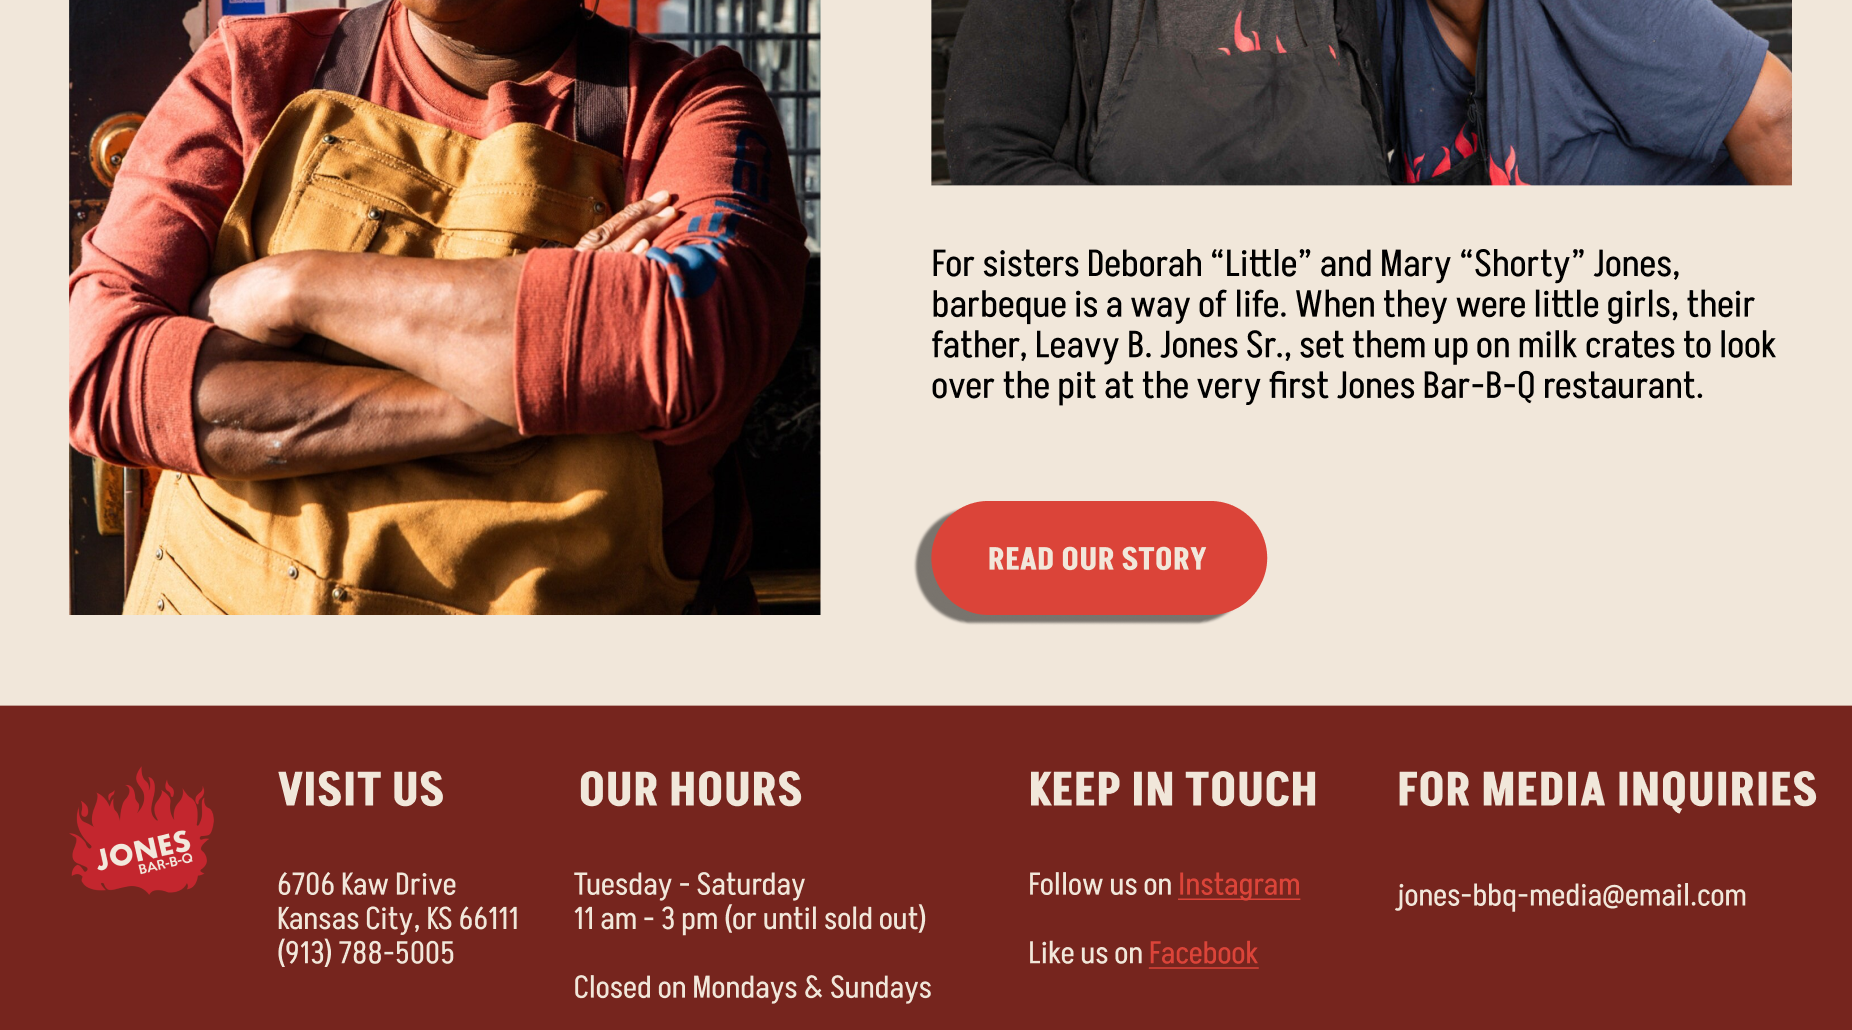 For sisters Deborah “Little” and Mary “Shorty” Jones,
barbeque is a way of life. When they were little girls, their
father, Leavy B. Jones Sr., set them up on milk crates to look
over the pit at the very first Jones Bar-B-Q restaurant.
READ OUR STORY
JONES
BAR-B-Q
VISIT US
6706 Kaw Drive
Kansas City, KS 66111
(913) 788-5005
OUR HOURS
Tuesday - Saturday
11 am - 3 pm (or until sold out)
Closed on Mondays & Sundays
KEEP IN TOUCH
Follow us on Instagram
Like us on Facebook
FOR MEDIA INQUIRIES
jones-bbq-media@email.com